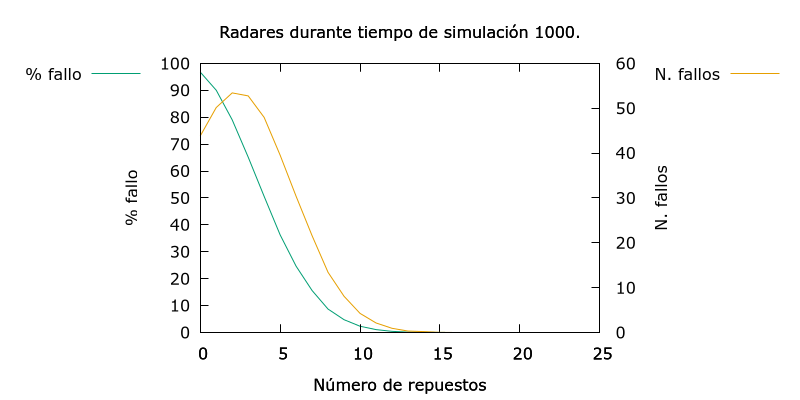 Radares durante tiempo de simulación 1000.
% fallo
N. fallos
100
90
80
70
60
50
40
30
20
10
0
% fallo
60
50
40
30
20
10
0
N. fallos
0 5 10 15 20 25
Número de repuestos